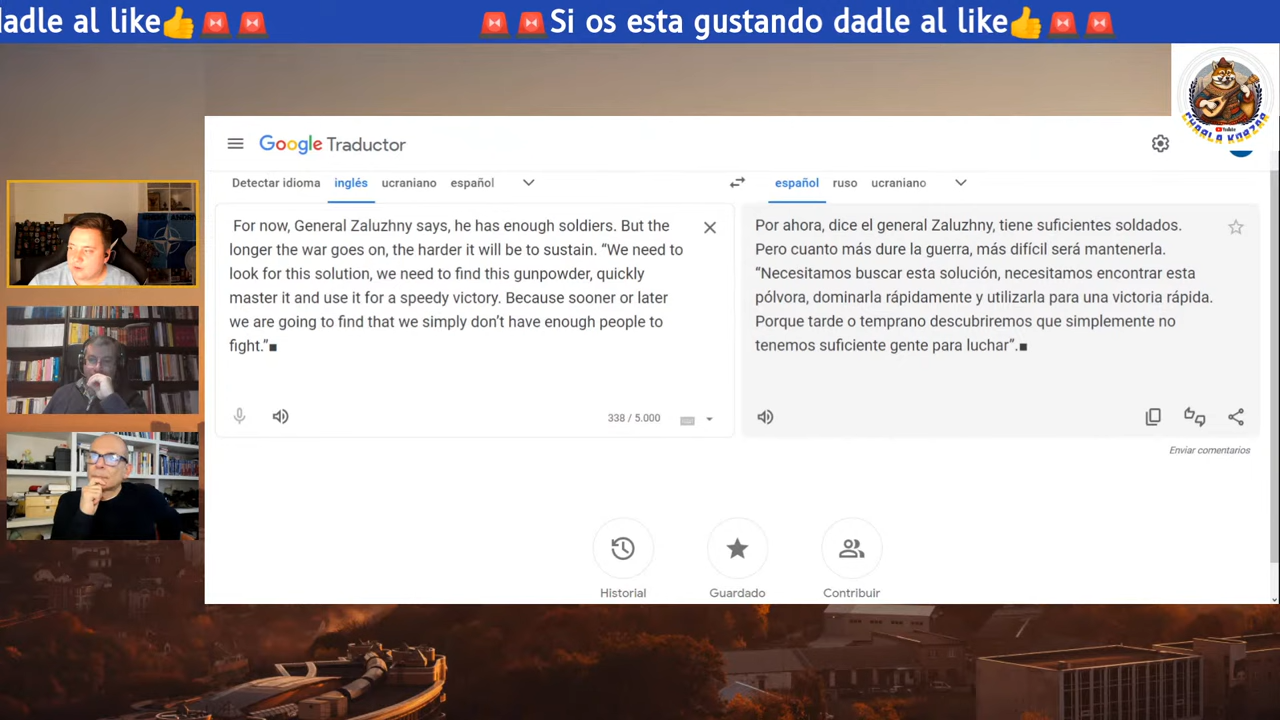 dadle al like👍🚨🚨 🚨🚨Si os esta gustando dadle al like👍🚨🚨
CHARLA KOBZAR
YouTube
Google Traductor
Detectar idioma inglés ucraniano español
español ruso ucraniano
For now, General Zaluzhny says, he has enough soldiers. But the
longer the war goes on, the harder it will be to sustain. “We need to
look for this solution, we need to find this gunpowder, quickly
master it and use it for a speedy victory. Because sooner or later
we are going to find that we simply don’t have enough people to
fight.”■
338 / 5.000
Por ahora, dice el general Zaluzhny, tiene suficientes soldados.
Pero cuanto más dure la guerra, más difícil será mantenerla.
“Necesitamos buscar esta solución, necesitamos encontrar esta
pólvora, dominarla rápidamente y utilizarla para una victoria rápida.
Porque tarde o temprano descubriremos que simplemente no
tenemos suficiente gente para luchar”.■
Enviar comentarios
Historial Guardado Contribuir